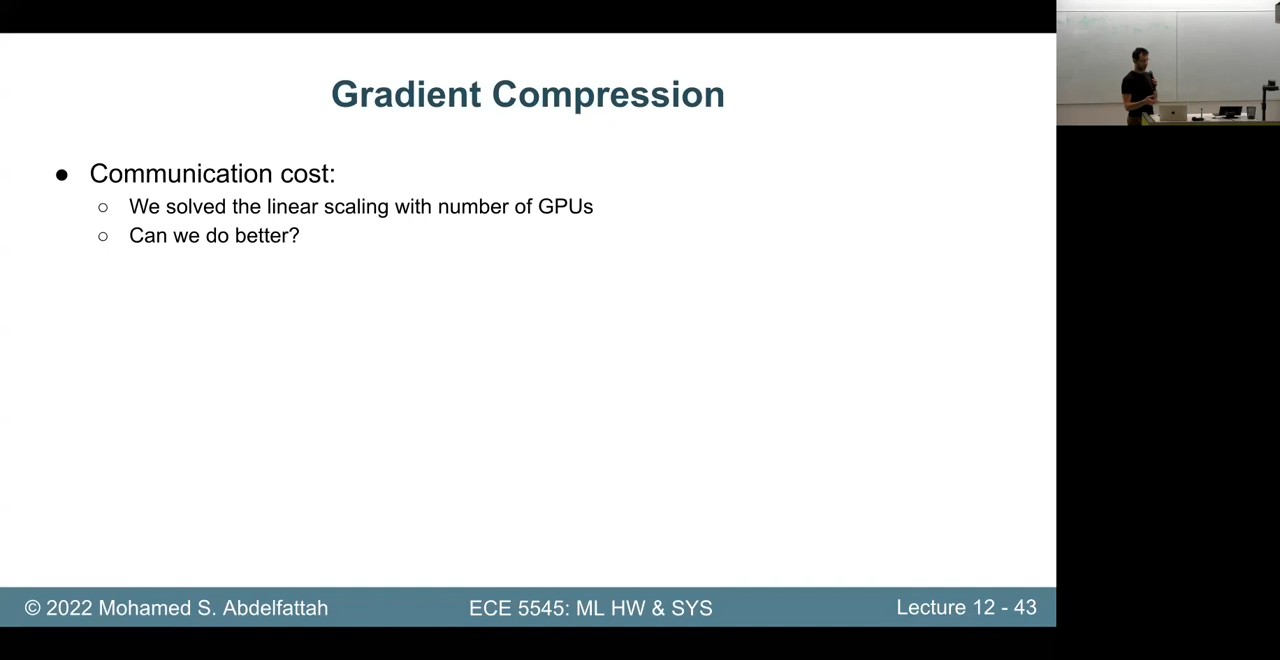 Gradient Compression
● Communication cost:
○ We solved the linear scaling with number of GPUs
○ Can we do better?
© 2022 Mohamed S. Abdelfattah
ECE 5545: ML HW & SYS
Lecture 12 - 43